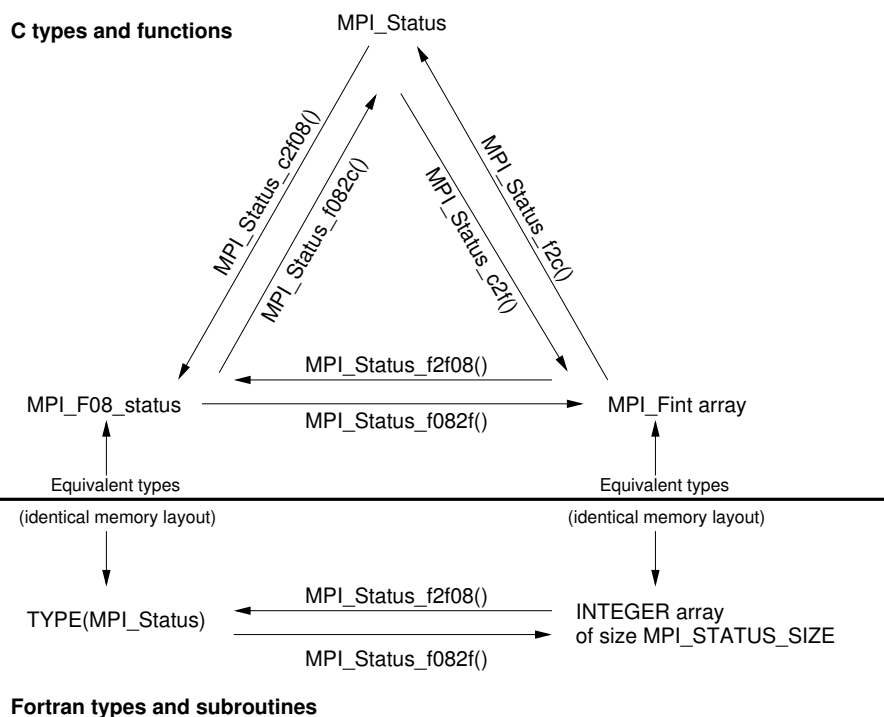 C types and functions
MPI_Status
MPI_Status_c2f08()
MPI_Status_f082c()
MPI_Status_c2f()
MPI_Status_f2c()
MPI_Status_f2f08()
MPI_F08_status
MPI_Fint array
MPI_Status_f082f()
Equivalent types
Equivalent types
(identical memory layout)
(identical memory layout)
MPI_Status_f2f08()
TYPE(MPI_Status)
INTEGER array
of size MPI_STATUS_SIZE
MPI_Status_f082f()
Fortran types and subroutines